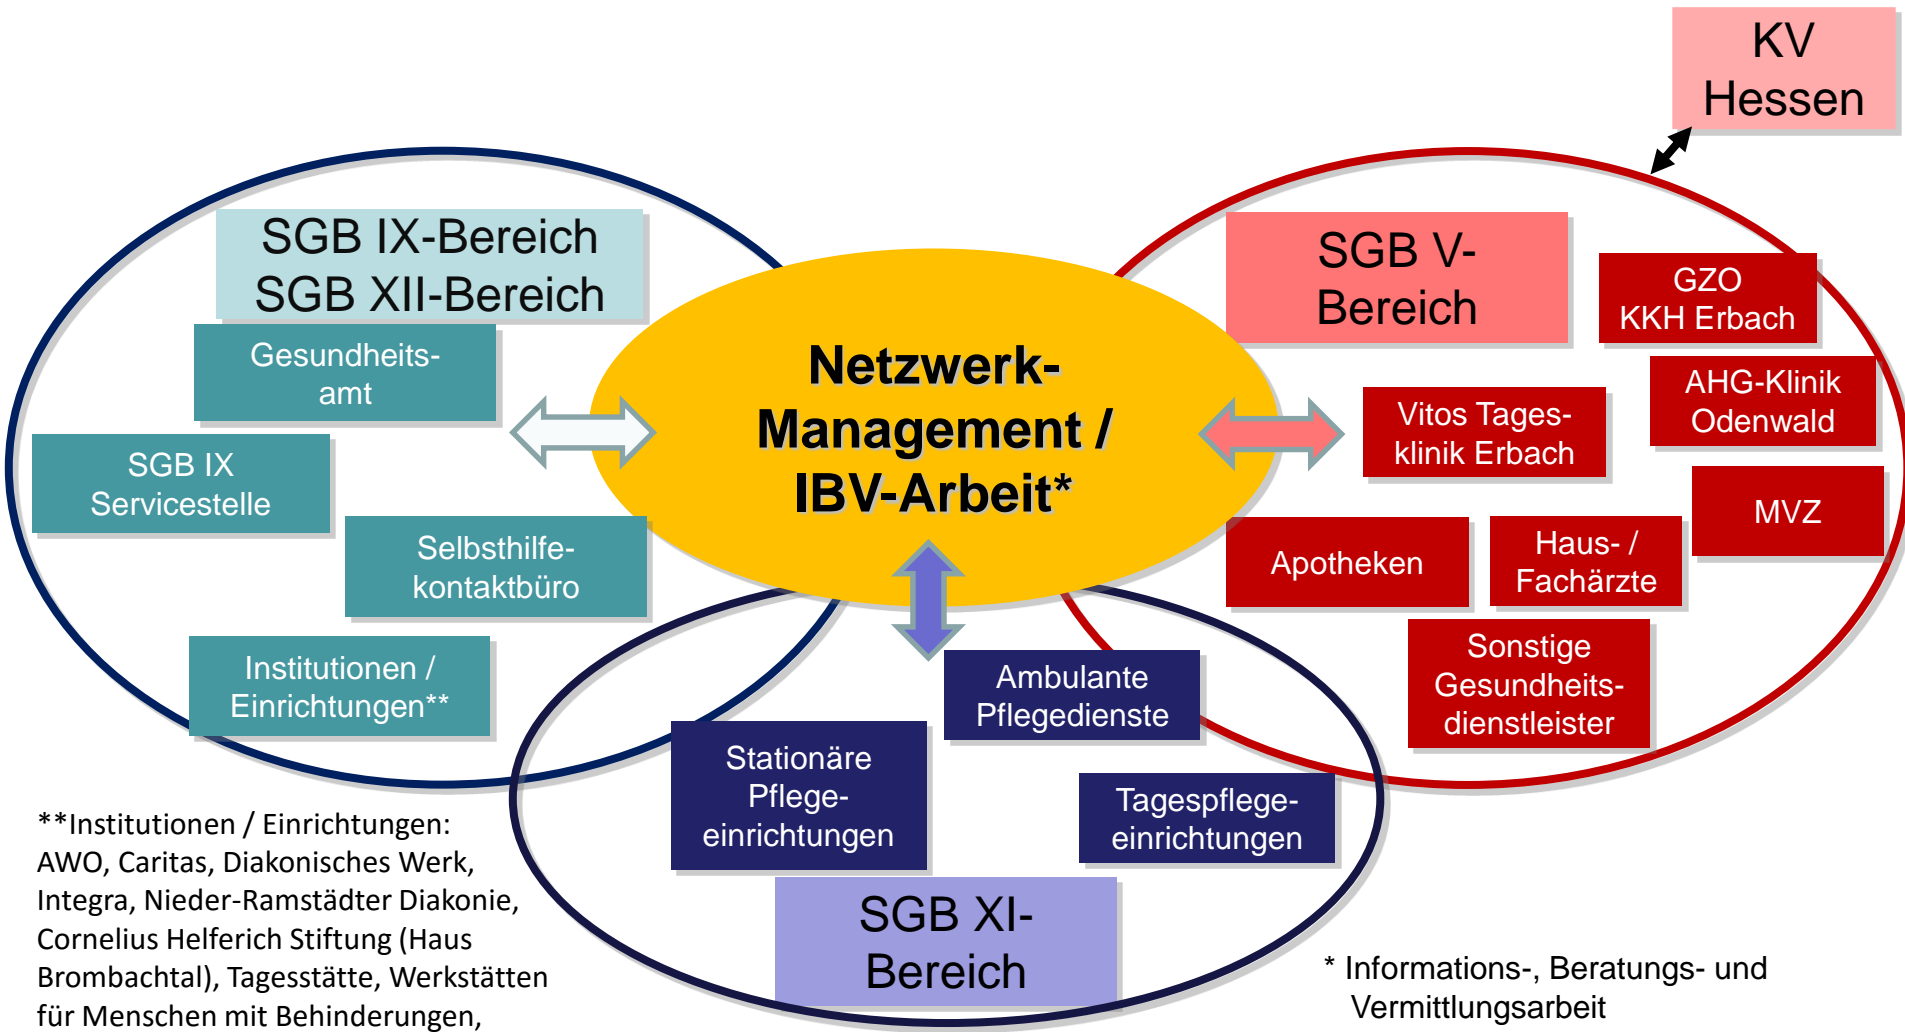 KV
Hessen
SGB IX-Bereich
SGB XII-Bereich
Gesundheits-
amt
SGB IX
Servicestelle
Selbsthilfe-
kontaktbüro
Institutionen /
Einrichtungen**
Netzwerk-
Management /
IBV-Arbeit*
SGB V-
Bereich
GZO
KKH Erbach
AHG-Klinik
Odenwald
Vitos Tages-
klinik Erbach
MVZ
Apotheken
Haus- /
Fachärzte
Sonstige
Gesundheits-
dienstleister
Ambulante
Pflegedienste
Stationäre
Pflege-
einrichtungen
Tagespflege-
einrichtungen
SGB XI-
Bereich
**Institutionen / Einrichtungen:
AWO, Caritas, Diakonisches Werk,
Integra, Nieder-Ramstädter Diakonie,
Cornelius Helferich Stiftung (Haus
Brombachtal), Tagesstätte, Werkstätten
für Menschen mit Behinderungen,
* Informations-, Beratungs- und
Vermittlungsarbeit